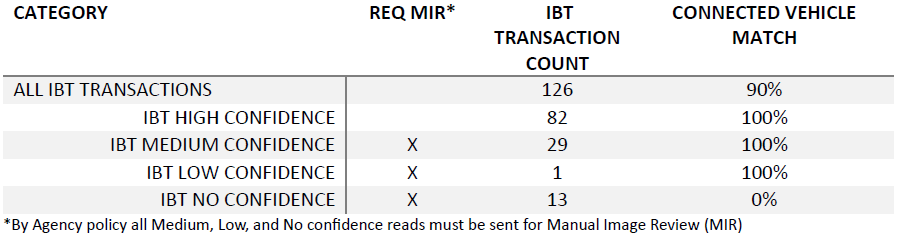 CATEGORY REQ MIR* IBT TRANSACTION COUNT CONNECTED VEHICLE MATCH
ALL IBT TRANSACTIONS 126 90%
IBT HIGH CONFIDENCE 82 100%
IBT MEDIUM CONFIDENCE X 29 100%
IBT LOW CONFIDENCE X 1 100%
IBT NO CONFIDENCE X 13 0%
*By Agency policy all Medium, Low, and No confidence reads must be sent for Manual Image Review (MIR)